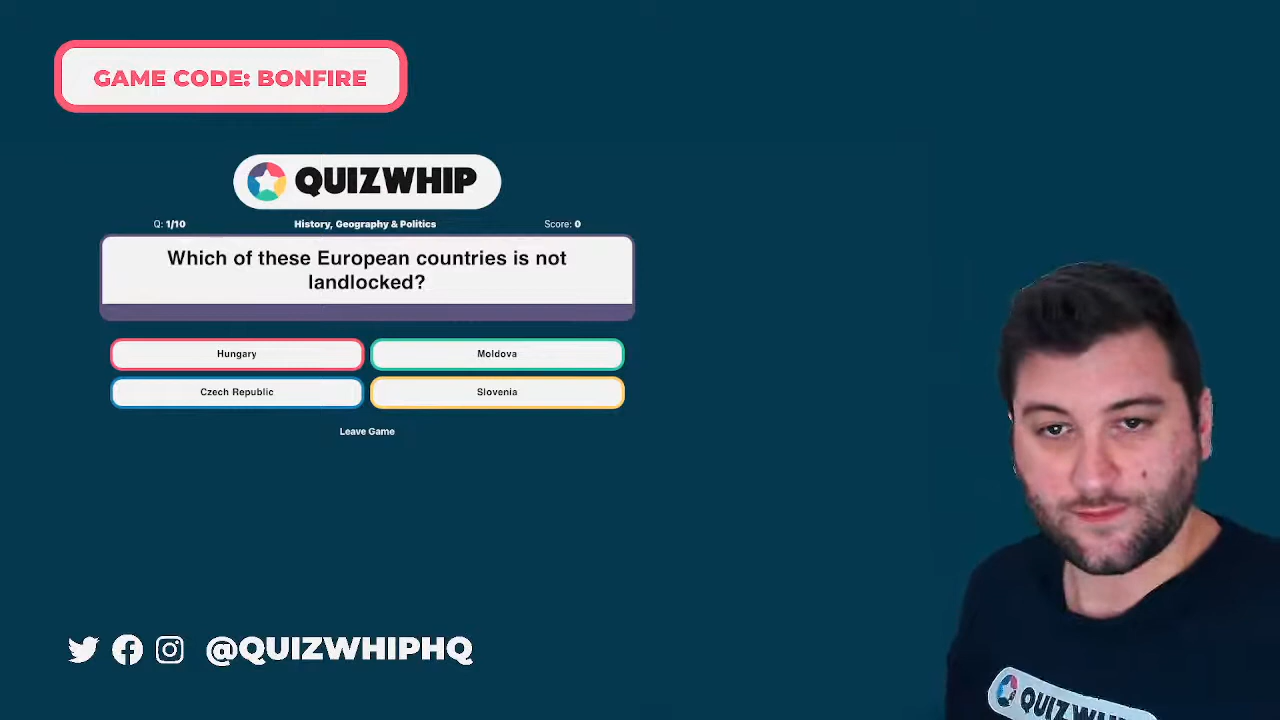 GAME CODE: BONFIRE
QUIZWHIP
Q: 1/10 History, Geography & Politics Score: 0
Which of these European countries is not
landlocked?
Hungary Moldova
Czech Republic Slovenia
Leave Game
@QUIZWHIPHQ
QUIZWHIP